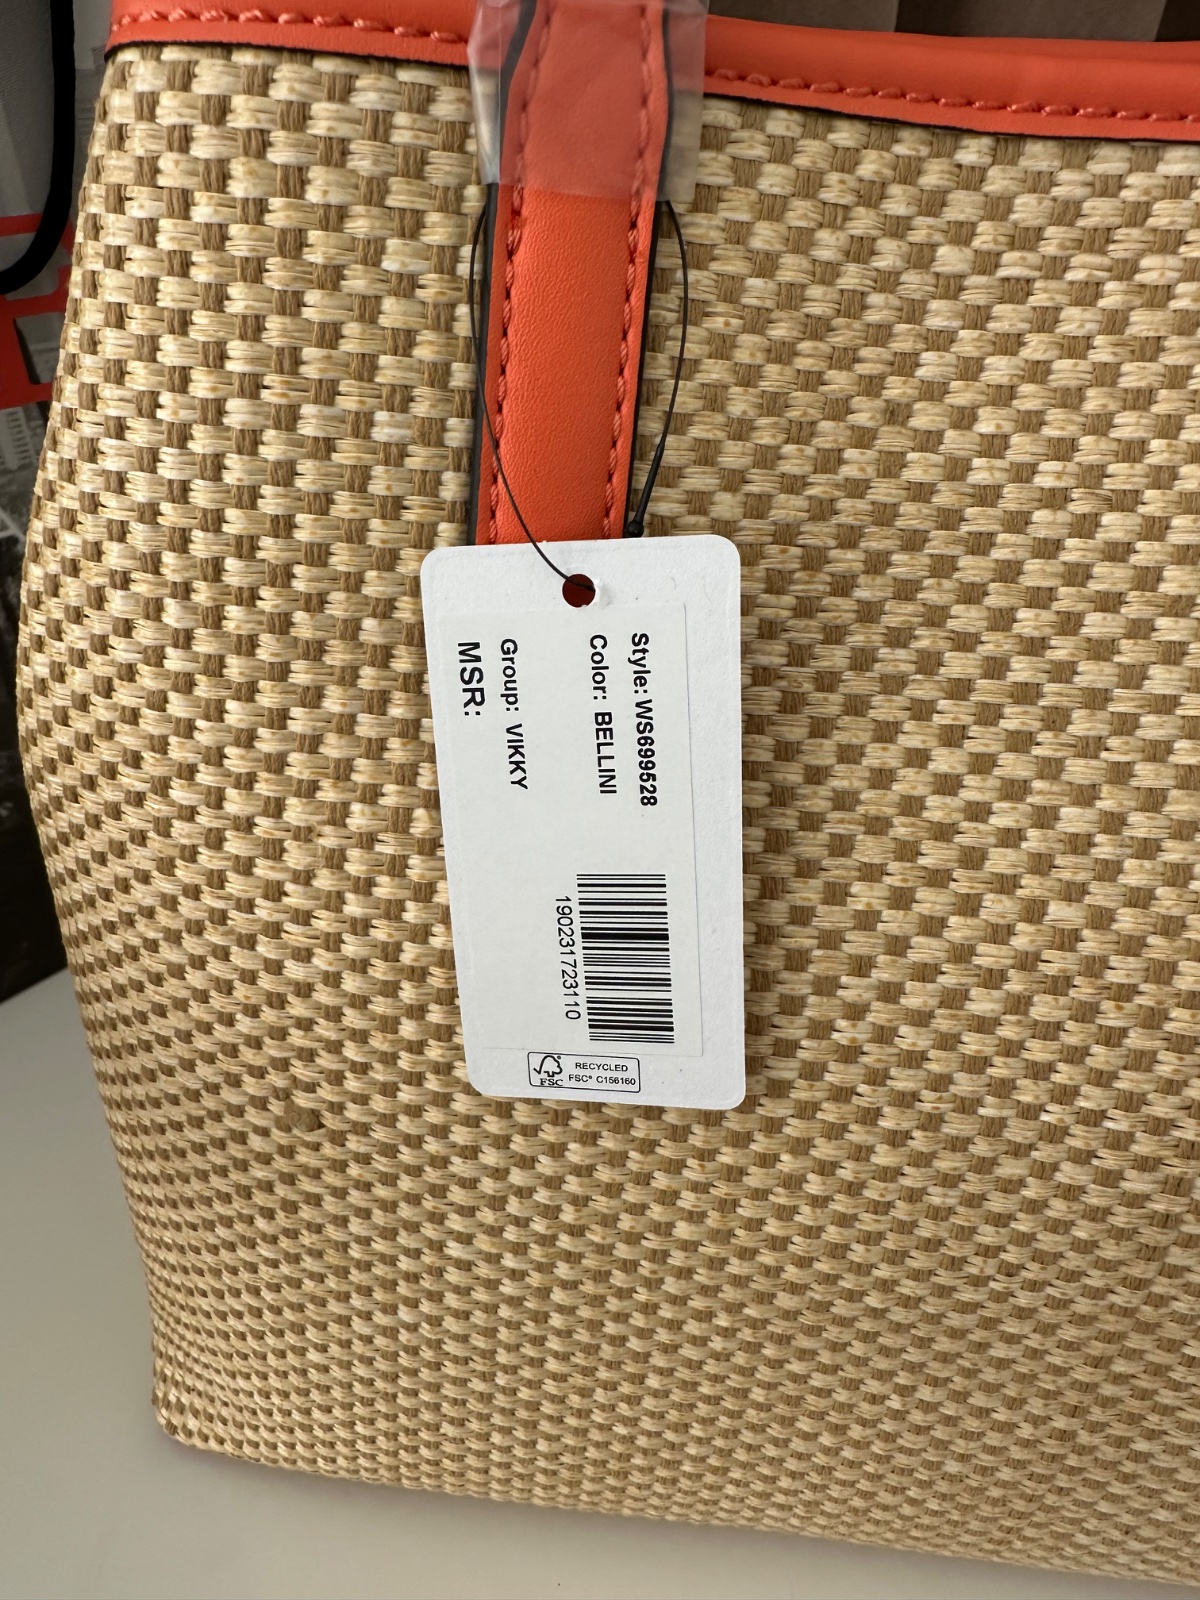 Style: WS699528
Color: BELLINI
Group: VIKKY
MSR:
190231723110
FSC
RECYCLED
FSC® C156160